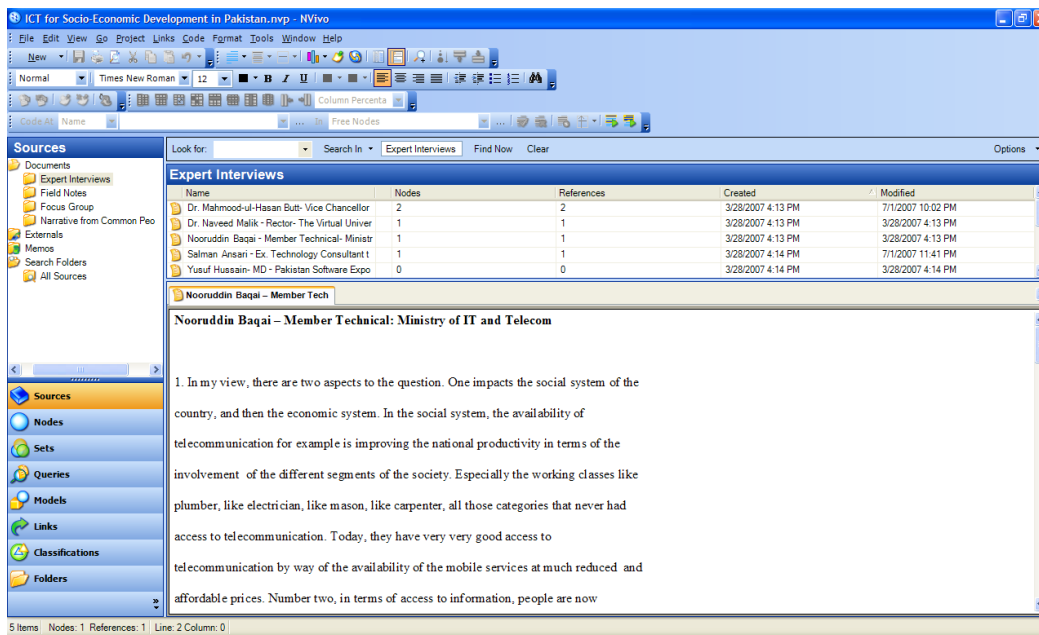 ICT for Socio-Economic Development in Pakistan.nvp - NVivo
File Edit View Go Project Links Code Format Tools Window Help
New
Normal Times New Roman 12 B I U
Column Percenta
Code At Name ... In Free Nodes ...
Sources
Look for: Search In Expert Interviews Find Now Clear Options
Documents
Expert Interviews
Field Notes
Focus Group
Narrative from Common Peo
Externals
Memos
Search Folders
All Sources
Expert Interviews
Name Nodes References Created Modified
Dr. Mahmood-ul-Hasan Butt- Vice Chancellor 2 2 3/28/2007 4:13 PM 7/1/2007 10:02 PM
Dr. Naveed Malik - Rector- The Virtual Univer 1 1 3/28/2007 4:13 PM 3/28/2007 4:13 PM
Nooruddin Baqai - Member Technical- Ministr 1 1 3/28/2007 4:13 PM 3/28/2007 4:13 PM
Salman Ansari - Ex. Technology Consultant t 1 1 3/28/2007 4:14 PM 7/1/2007 11:41 PM
Yusuf Hussain- MD - Pakistan Software Expo 0 0 3/28/2007 4:14 PM 3/28/2007 4:14 PM
Nooruddin Baqai – Member Tech
Nooruddin Baqai – Member Technical: Ministry of IT and Telecom
1. In my view, there are two aspects to the question. One impacts the social system of the
country, and then the economic system. In the social system, the availability of
telecommunication for example is improving the national productivity in terms of the
involvement of the different segments of the society. Especially the working classes like
plumber, like electrician, like mason, like carpenter, all those categories that never had
access to telecommunication. Today, they have very very good access to
telecommunication by way of the availability of the mobile services at much reduced and
affordable prices. Number two, in terms of access to information, people are now
Sources
Nodes
Sets
Queries
Models
Links
Classifications
Folders
5 Items Nodes: 1 References: 1 Line: 2 Column: 0